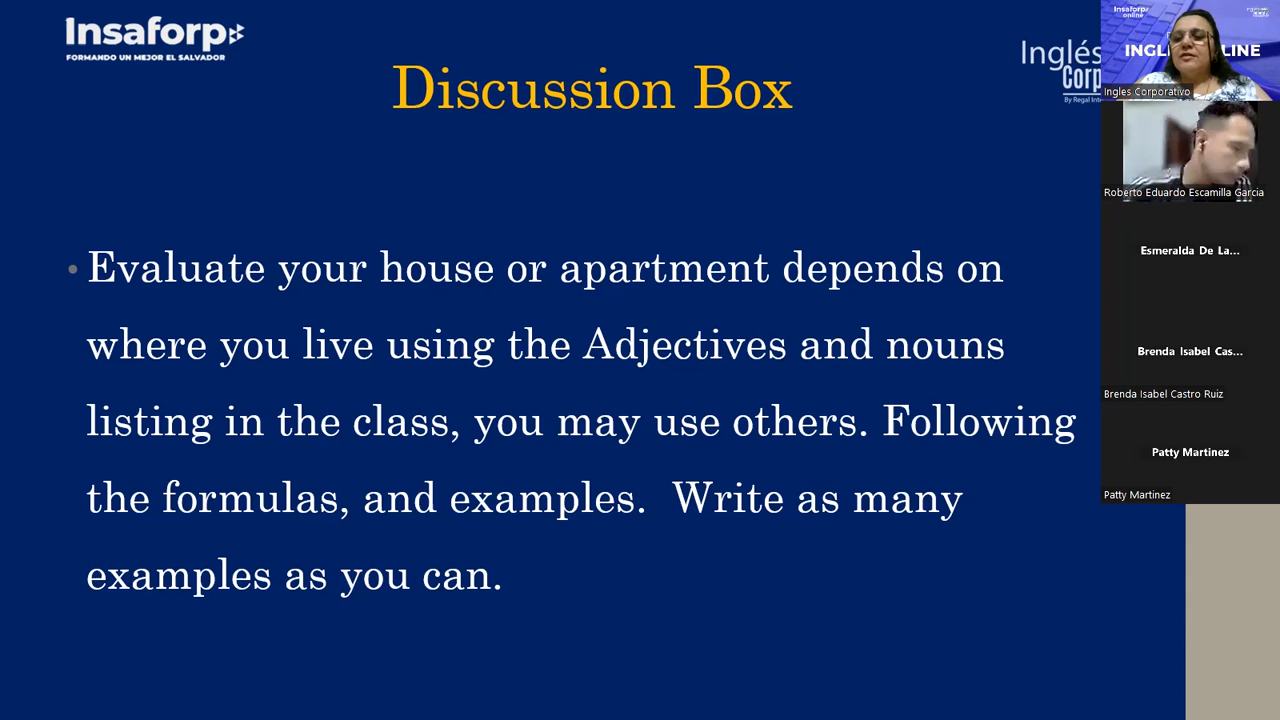 Insaforp
FORMANDO UN MEJOR EL SALVADOR
Discussion Box
Inglés
Corp
By Regal Int
• Evaluate your house or apartment depends on
where you live using the Adjectives and nouns
listing in the class, you may use others. Following
the formulas, and examples. Write as many
examples as you can.
Insaforp
online
INGL LINE
Ingles Corporativo
Roberto Eduardo Escamilla Garcia
Esmeralda De La...
Brenda Isabel Cas...
Brenda Isabel Castro Ruiz
Patty Martinez
Patty Martinez